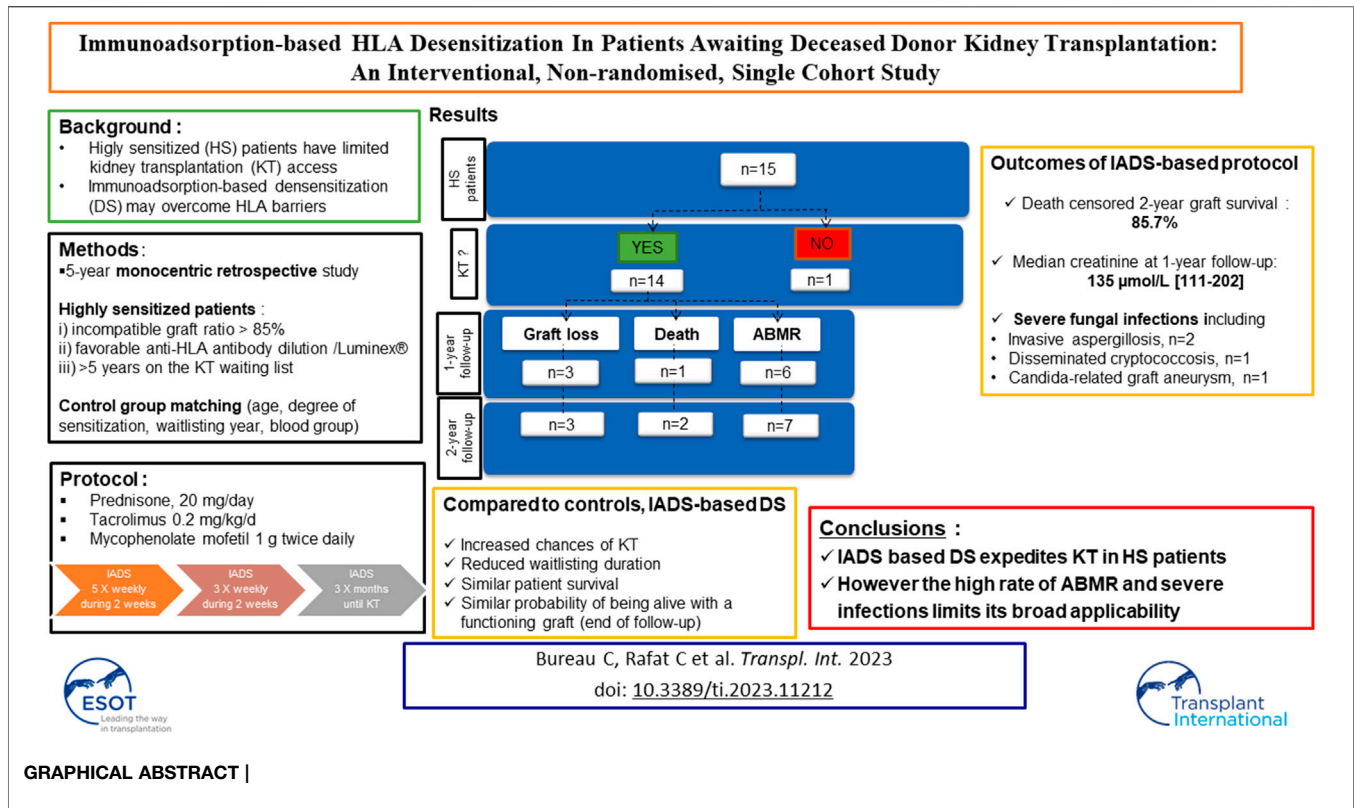 Immunoadsorption-based HLA Desensitization In Patients Awaiting Deceased Donor Kidney Transplantation:
An Interventional, Non-randomised, Single Cohort Study
Background :
• Higly sensitized (HS) patients have limited
kidney transplantation (KT) access
• Immunoadsorption-based densensitization
(DS) may overcome HLA barriers
Methods:
▪5-year monocentric retrospective study
Highly sensitized patients :
i) incompatible graft ratio > 85%
ii) favorable anti-HLA antibody dilution /Luminex®
iii) >5 years on the KT waiting list
Control group matching (age, degree of
sensitization, waitlisting year, blood group)
Protocol :
▪ Prednisone, 20 mg/day
▪ Tacrolimus 0.2 mg/kg/d
▪ Mycophenolate mofetil 1 g twice daily
IADS
5 X weekly
during 2 weeks
IADS
3 X weekly
during 2 weeks
IADS
3 X months
until KT
Results
HS
patients
n=15
KT ?
YES
NO
n=14
n=1
1-year
follow-up
Graft loss
Death
ABMR
n=3
n=1
n=6
2-year
follow-up
n=3
n=2
n=7
Compared to controls, IADS-based DS
✓ Increased chances of KT
✓ Reduced waitlisting duration
✓ Similar patient survival
✓ Similar probability of being alive with a
functioning graft (end of follow-up)
Outcomes of IADS-based protocol
✓ Death censored 2-year graft survival :
85.7%
✓ Median creatinine at 1-year follow-up:
135 µmol/L [111-202]
✓ Severe fungal infections including
• Invasive aspergillosis, n=2
• Disseminated cryptococcosis, n=1
• Candida-related graft aneurysm, n=1
Conclusions :
✓ IADS based DS expedites KT in HS patients
✓ However the high rate of ABMR and severe
infections limits its broad applicability
Bureau C, Rafat C et al. Transpl. Int. 2023
doi: 10.3389/ti.2023.11212
ESOT
Leading the way
in transplantation
Transplant
International
GRAPHICAL ABSTRACT |